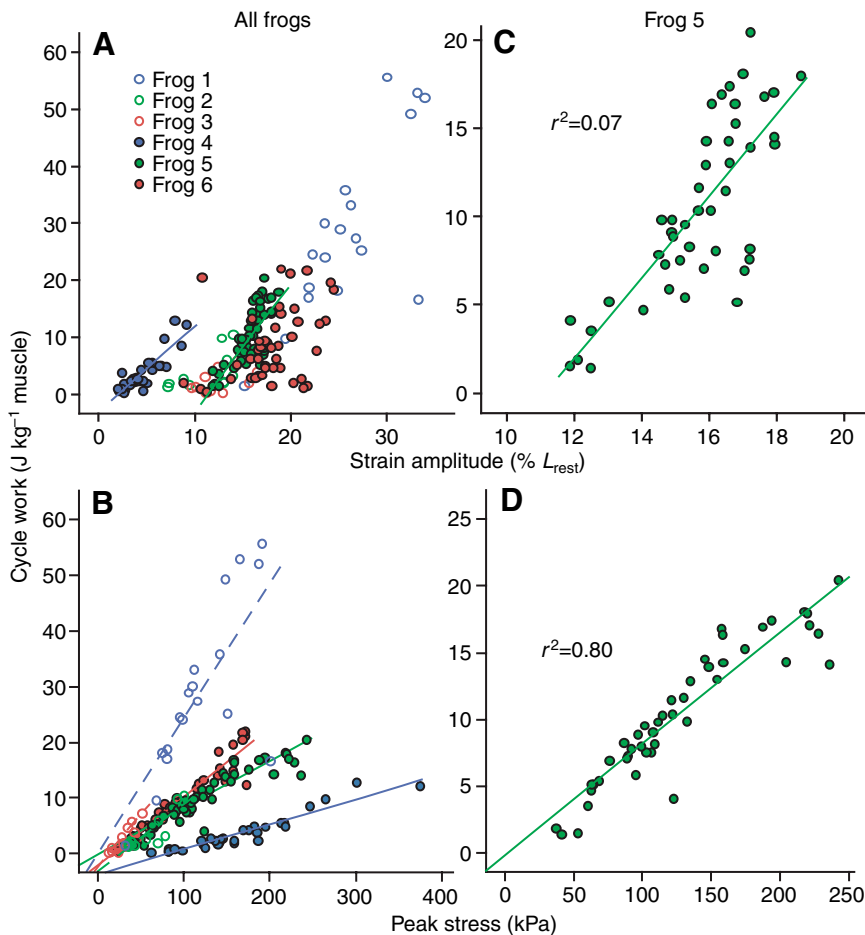 All frogs
Frog 5
A
Frog 1
Frog 2
Frog 3
Frog 4
Frog 5
Frog 6
60
50
40
30
20
10
0
0 10 20 30
C
r²=0.07
20
15
10
5
0
10 12 14 16 18 20
Strain amplitude (% Lrest)
Cycle work (J kg⁻¹ muscle)
B
60
50
40
30
20
10
0
0 100 200 300 400
D
r²=0.80
25
20
15
10
5
0
0 50 100 150 200 250
Peak stress (kPa)